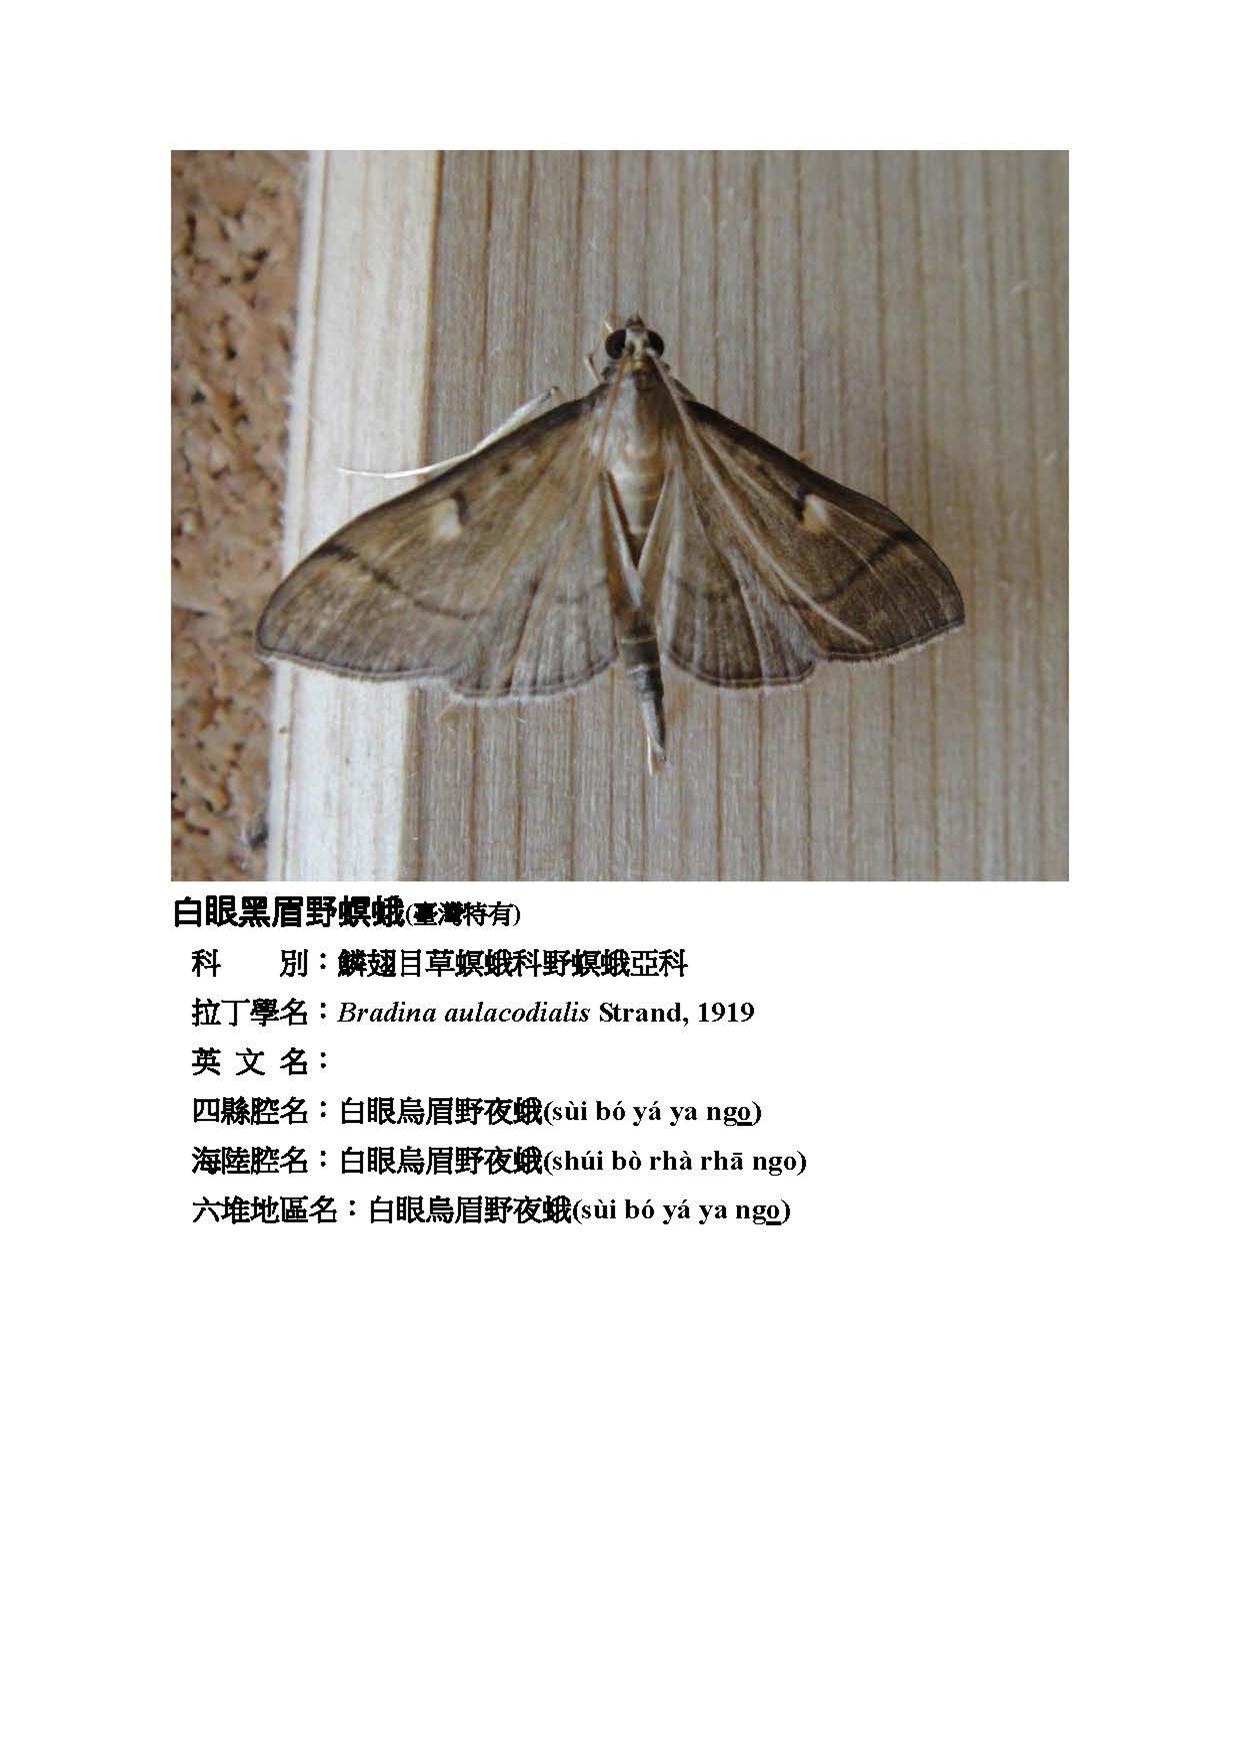 白眼黑眉野螟蛾(臺灣特有)
科　　別：鱗翅目草螟蛾科野螟蛾亞科
拉丁學名：Bradina aulacodialis Strand, 1919
英 文 名：
四縣腔名：白眼烏眉野夜蛾(sùi bó yá ya ngo)
海陸腔名：白眼烏眉野夜蛾(shúi bò rhà rhā ngo)
六堆地區名：白眼烏眉野夜蛾(sùi bó yá ya ngo)